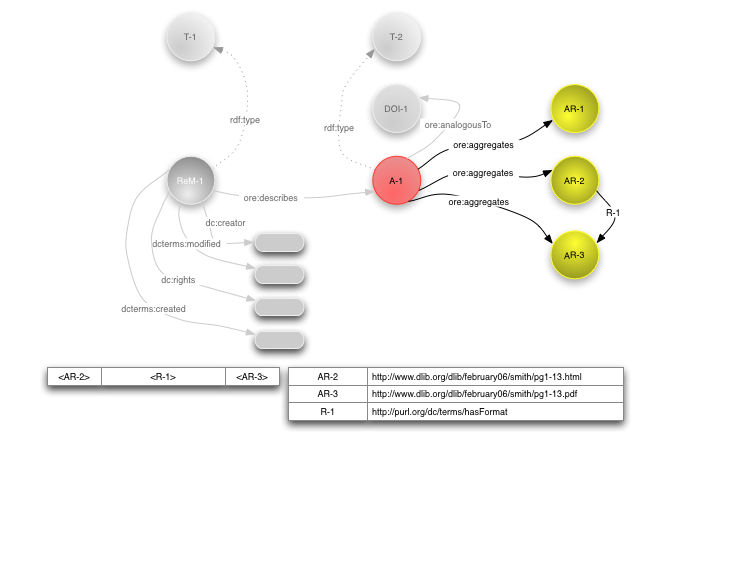 T-1
T-2
DOI-1
AR-1
rdf:type
rdf:type
ore:analogousTo
ore:aggregates
ReM-1
A-1
ore:aggregates
AR-2
ore:describes
ore:aggregates
R-1
dc:creator
dcterms:modified
AR-3
dc:rights
dcterms:created
<AR-2> <R-1> <AR-3>
AR-2 http://www.dlib.org/dlib/february06/smith/pg1-13.html
AR-3 http://www.dlib.org/dlib/february06/smith/pg1-13.pdf
R-1 http://purl.org/dc/terms/hasFormat